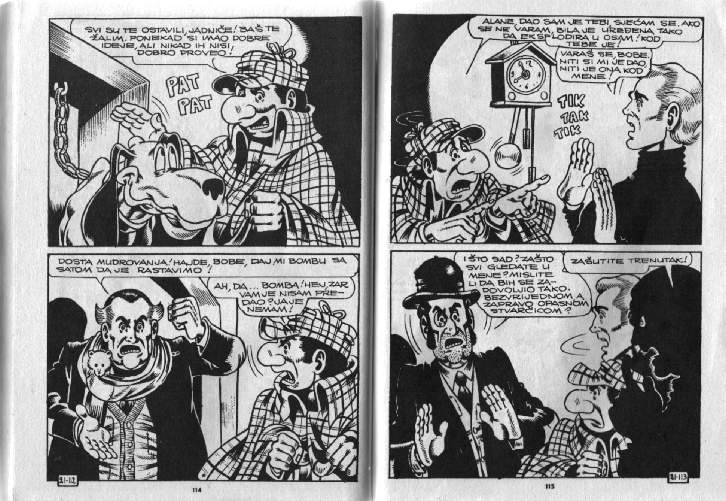 SVI SU TE OSTAVILI, JADNIČE! BAŠ TE
ŽALIM. PONEKAD SI IMAO DOBRE
IDEJE, ALI NIKAD IH NISI
DOBRO PROVEO!
PAT
PAT
DOSTA MUDROVANJA! HAJDE, BOBE, DAJ MI BOMBU SA
SATOM DA JE RASTAVIMO!
AH, DA... BOMBA! HEJ, ZAR
VAM JE NISAM PRE-
DAO? JA JE
NEMAM!
21-112
114
ALANE, DAO SAM JE TEBI, SJEĆAM SE. AKO
SE NE VARAM, BILA JE UREĐENA TAKO
DA EKSPLODIRA U OSAM! KOD
TEBE JE!
VARAŠ SE, BOBE,
NITI SI MI JE DAO,
NITI JE ONA KOD
MENE!
TIK
TAK
TIK
I ŠTO SAD? ZAŠTO
SVI GLEDATE U
MENE? MISLITE
LI DA BIH SE ZA-
DOVOLJIO TAKO.
BEZVRIJEDNOM A
ZAPRAVO OPASNOM
STVARČICOM?
ZAŠUTITE TRENUTAK!
21-113
115